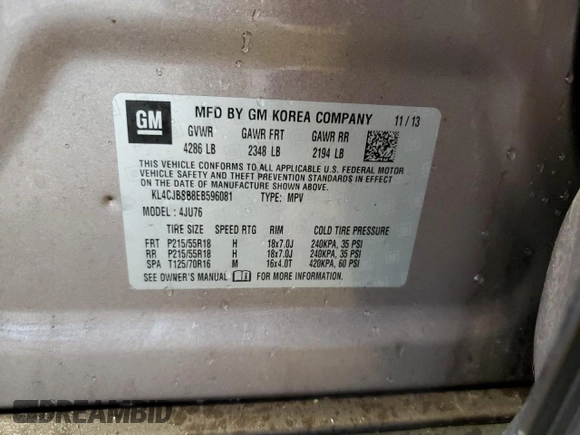 GM
MFD BY GM KOREA COMPANY 11/13
GVWR GAWR FRT GAWR RR
4286 LB 2348 LB 2194 LB
THIS VEHICLE CONFORMS TO ALL APPLICABLE U.S. FEDERAL MOTOR
VEHICLE SAFETY AND THEFT PREVENTION STANDARDS IN EFFECT ON
THE DATE OF MANUFACTURE SHOWN ABOVE.
KL4CJBSB8EB596081 TYPE: MPV
MODEL : 4JU76
TIRE SIZE SPEED RTG RIM COLD TIRE PRESSURE
FRT P215/55R18 H 18x7.0J 240KPA, 35 PSI
RR P215/55R18 H 18x7.0J 240KPA, 35 PSI
SPA T125/70R16 M 16x4.0T 420KPA, 60 PSI
SEE OWNER'S MANUAL FOR MORE INFORMATION.
DREAMBID